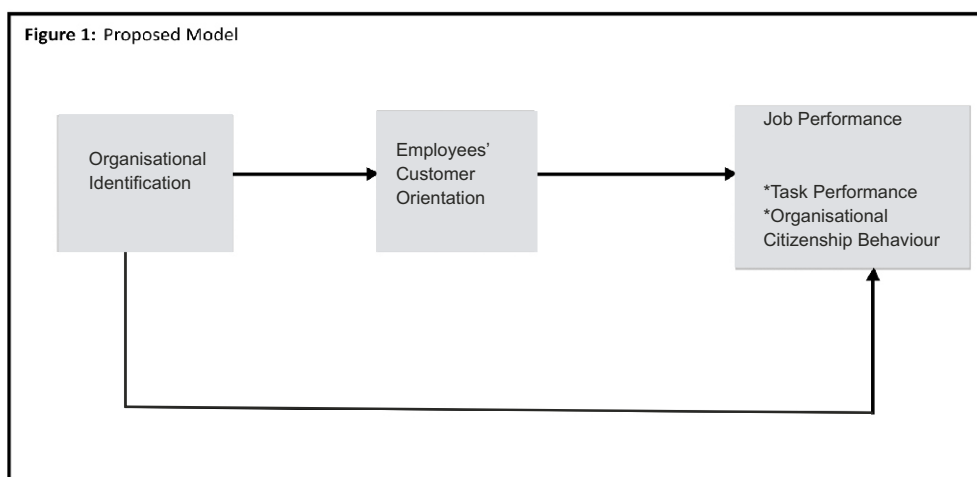 Figure 1: Proposed Model
Organisational
Identification
Employees’
Customer
Orientation
Job Performance
*Task Performance
*Organisational
Citizenship Behaviour